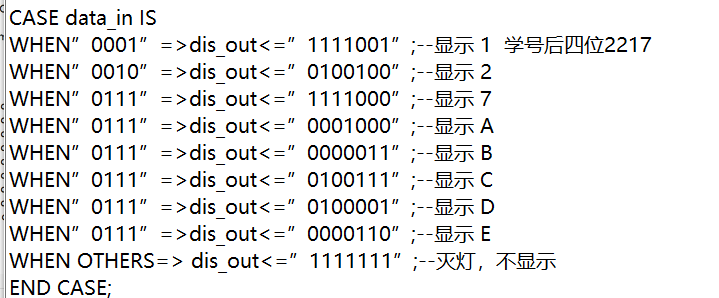 CASE data_in IS
WHEN”0001”=>dis_out<=”1111001”;--显示 1 学号后四位2217
WHEN”0010”=>dis_out<=”0100100”;--显示 2
WHEN”0111”=>dis_out<=”1111000”;--显示 7
WHEN”0111”=>dis_out<=”0001000”;--显示 A
WHEN”0111”=>dis_out<=”0000011”;--显示 B
WHEN”0111”=>dis_out<=”0100111”;--显示 C
WHEN”0111”=>dis_out<=”0100001”;--显示 D
WHEN”0111”=>dis_out<=”0000110”;--显示 E
WHEN OTHERS=> dis_out<=”1111111”;--灭灯，不显示
END CASE;